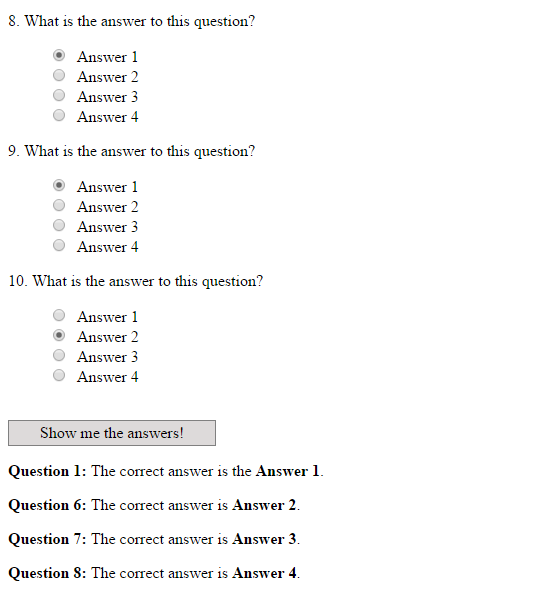 8. What is the answer to this question?
Answer 1
Answer 2
Answer 3
Answer 4
9. What is the answer to this question?
Answer 1
Answer 2
Answer 3
Answer 4
10. What is the answer to this question?
Answer 1
Answer 2
Answer 3
Answer 4
Show me the answers!
Question 1: The correct answer is the Answer 1.
Question 6: The correct answer is Answer 2.
Question 7: The correct answer is Answer 3.
Question 8: The correct answer is Answer 4.